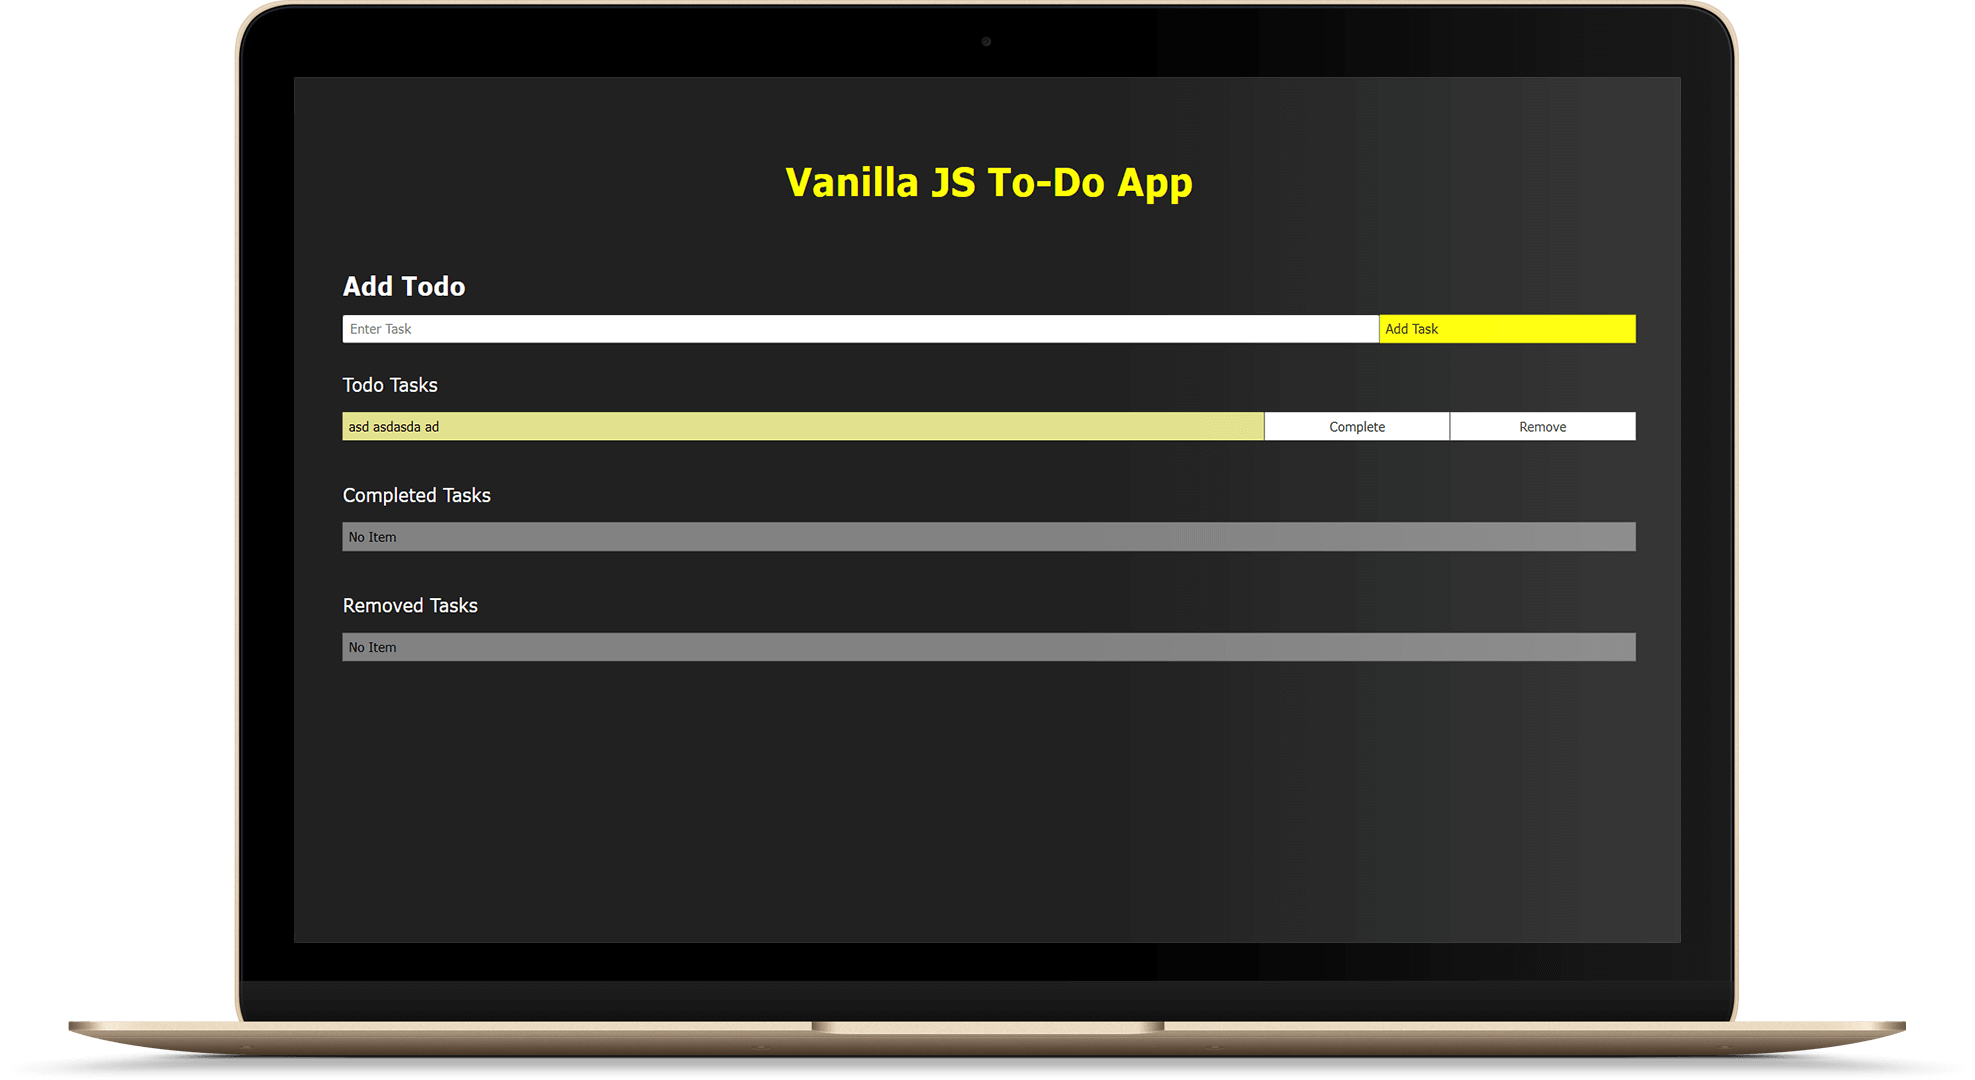 Vanilla JS To-Do App
Add Todo
Enter Task Add Task
Todo Tasks
asd asdasda ad Complete Remove
Completed Tasks
No Item
Removed Tasks
No Item